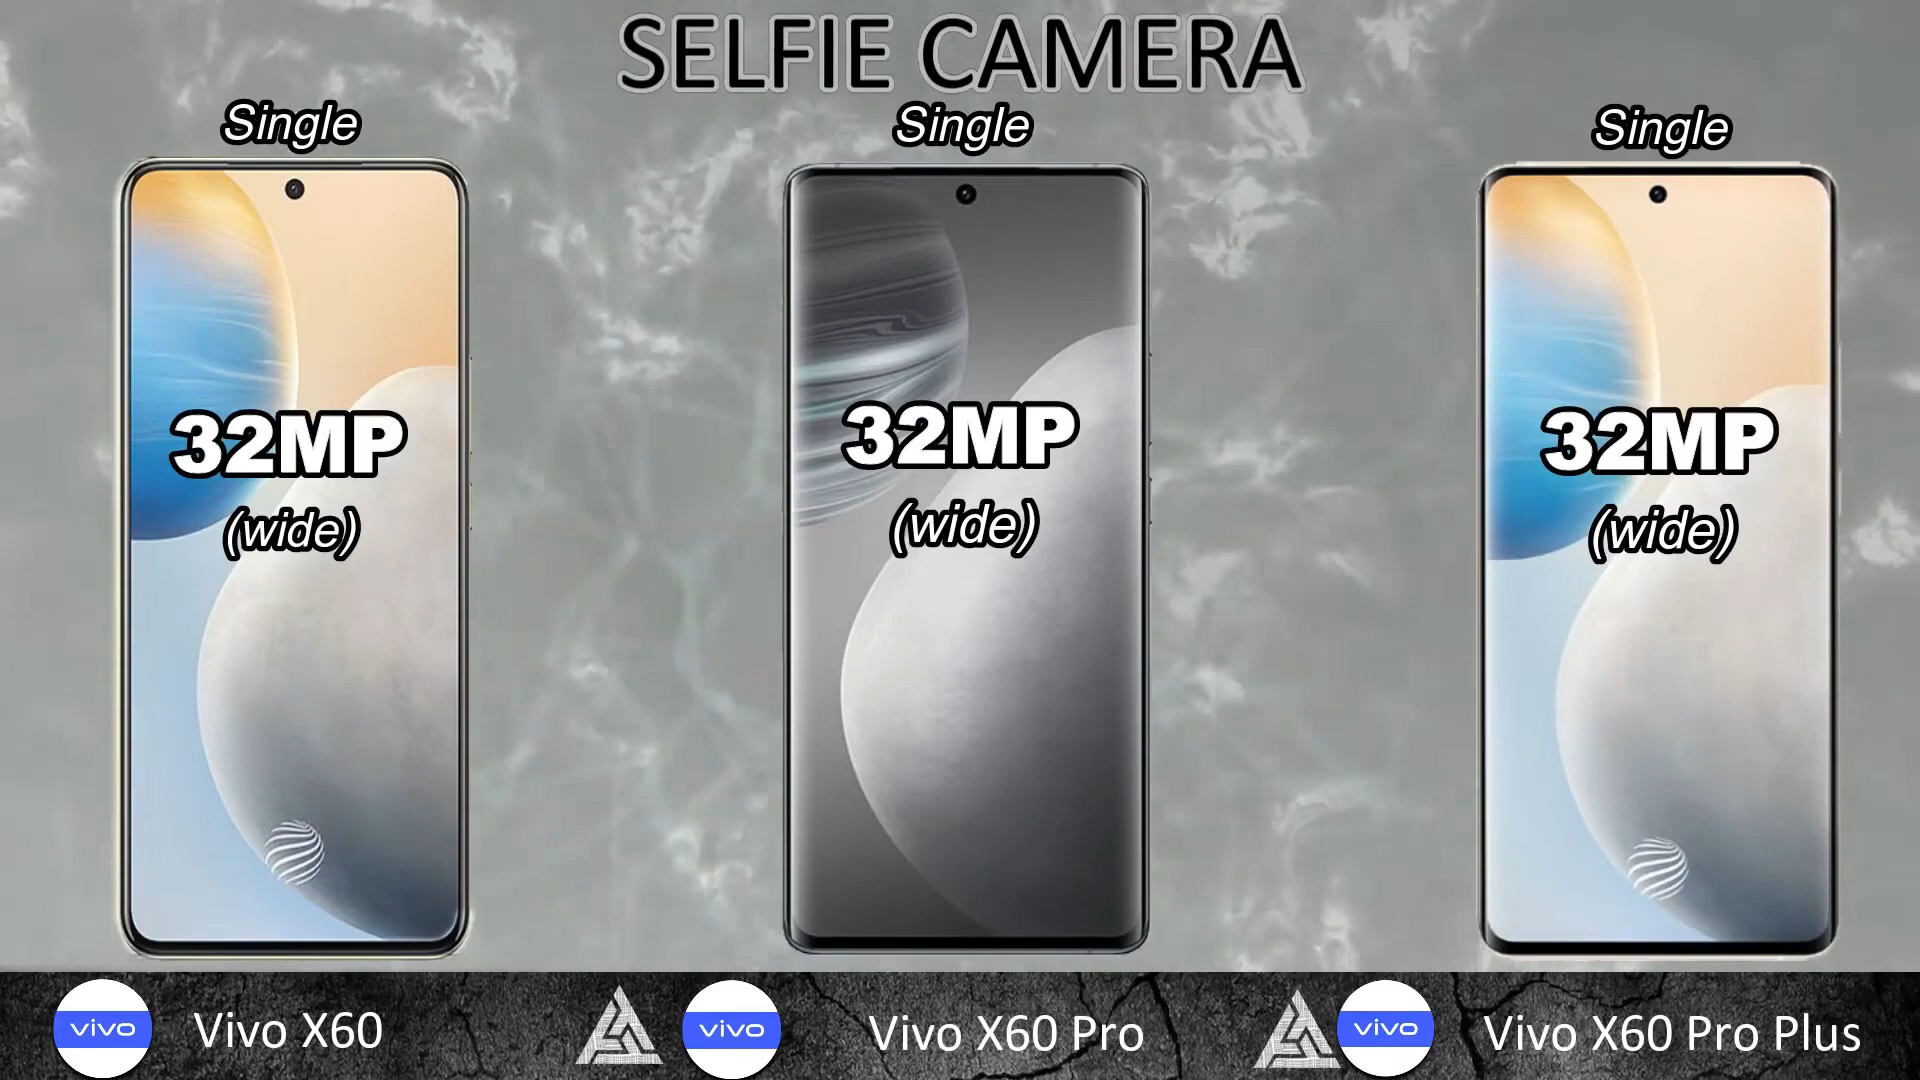 SELFIE CAMERA
Single
Single
Single
32MP
32MP
32MP
(wide)
(wide)
(wide)
vivo
Vivo X60
vivo
Vivo X60 Pro
vivo
Vivo X60 Pro Plus